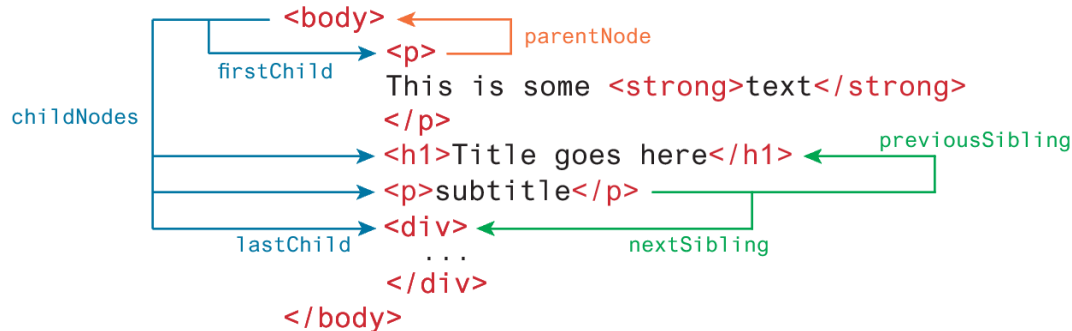 <body>
parentNode
<p>
firstChild
This is some <strong>text</strong>
childNodes
</p>
previousSibling
<h1>Title goes here</h1>
<p>subtitle</p>
<div>
lastChild
nextSibling
...
</div>
</body>